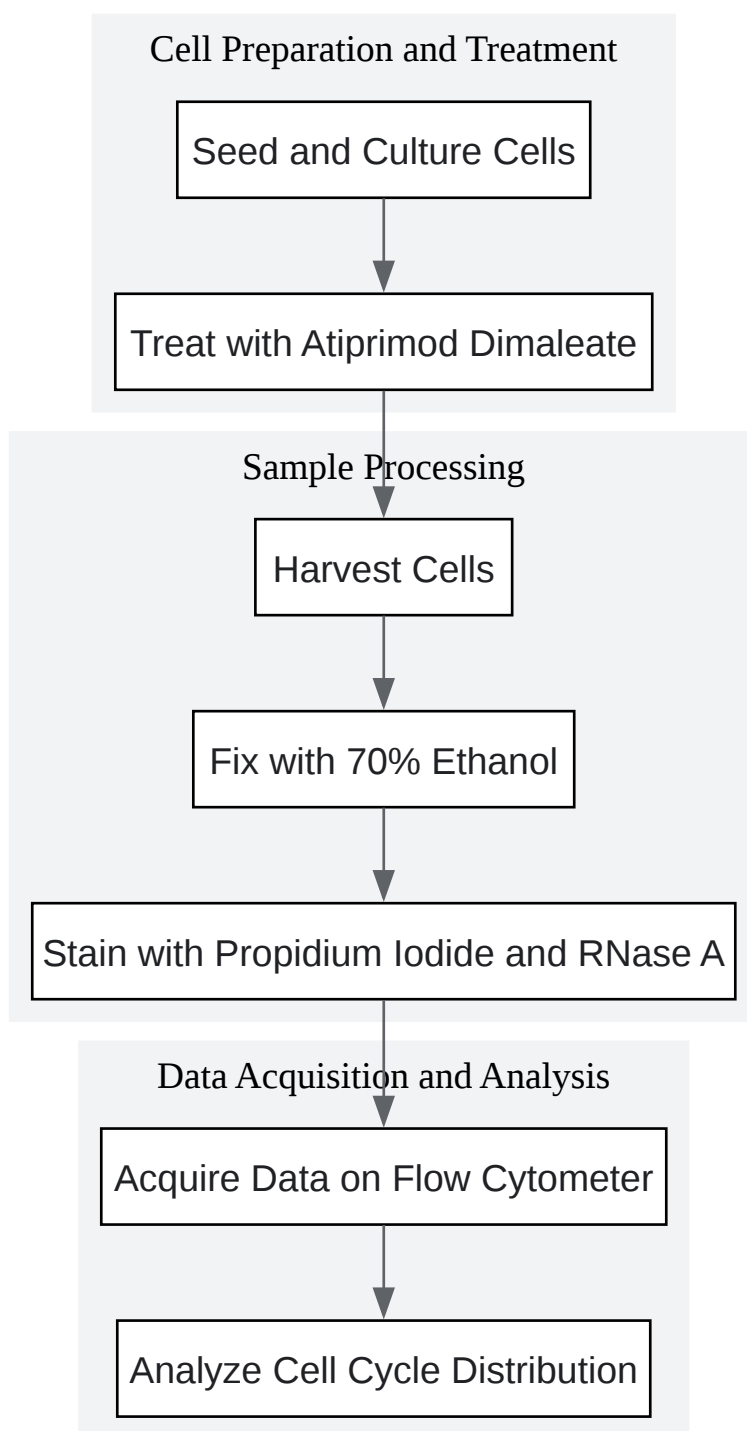 Cell Preparation and Treatment
Seed and Culture Cells
Treat with Atiprimod Dimaleate
Sample Processing
Harvest Cells
Fix with 70% Ethanol
Stain with Propidium Iodide and RNase A
Data Acquisition and Analysis
Acquire Data on Flow Cytometer
Analyze Cell Cycle Distribution